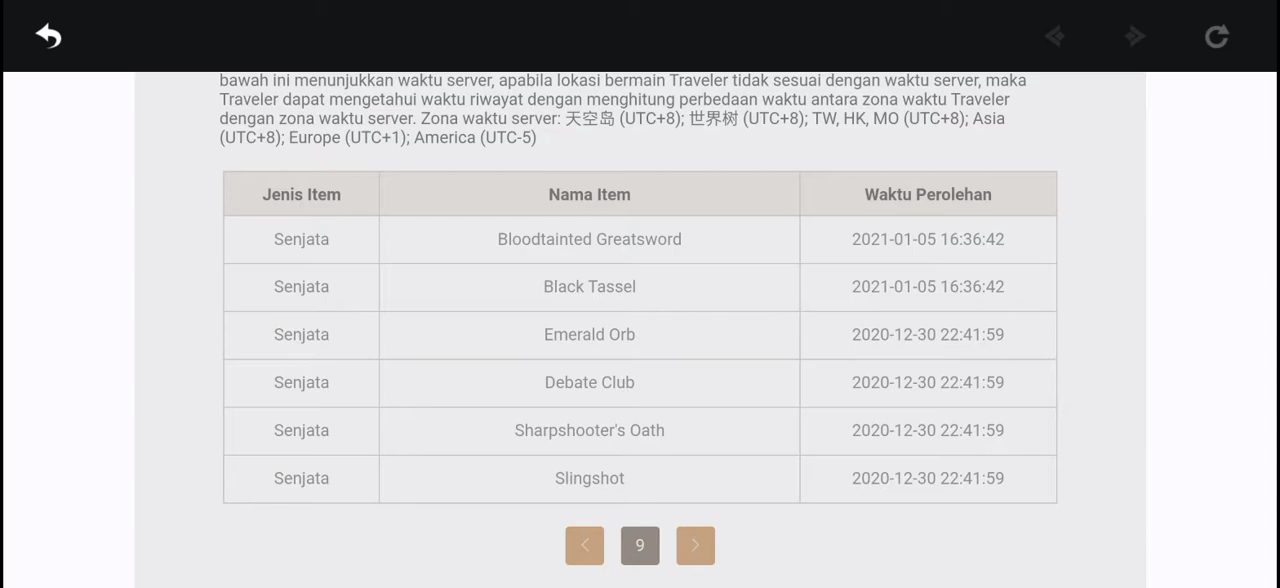 bawah ini menunjukkan waktu server, apabila lokasi bermain Traveler tidak sesuai dengan waktu server, maka
Traveler dapat mengetahui waktu riwayat dengan menghitung perbedaan waktu antara zona waktu Traveler
dengan zona waktu server. Zona waktu server: 天空岛 (UTC+8); 世界树 (UTC+8); TW, HK, MO (UTC+8); Asia
(UTC+8); Europe (UTC+1); America (UTC-5)
Jenis Item Nama Item Waktu Perolehan
Senjata Bloodtainted Greatsword 2021-01-05 16:36:42
Senjata Black Tassel 2021-01-05 16:36:42
Senjata Emerald Orb 2020-12-30 22:41:59
Senjata Debate Club 2020-12-30 22:41:59
Senjata Sharpshooter's Oath 2020-12-30 22:41:59
Senjata Slingshot 2020-12-30 22:41:59
9